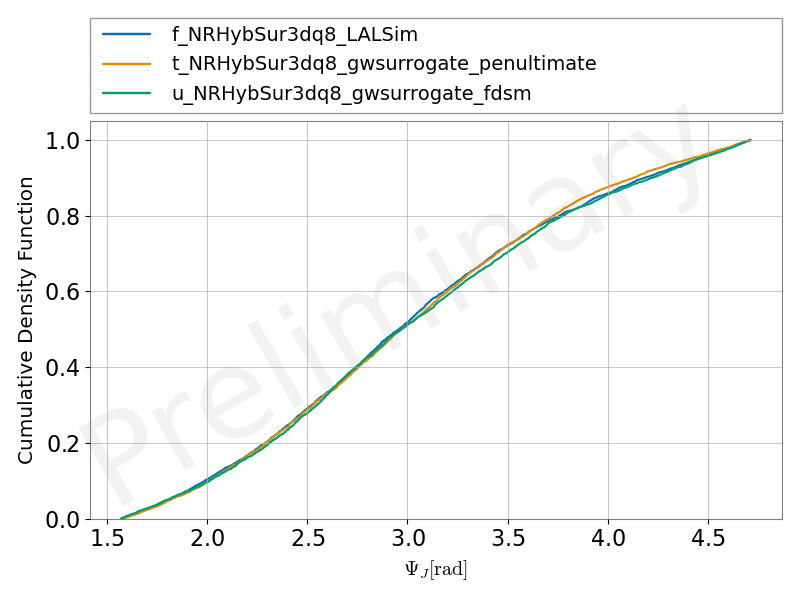 f_NRHybSur3dq8_LALSim
t_NRHybSur3dq8_gwsurrogate_penultimate
u_NRHybSur3dq8_gwsurrogate_fdsm
Preliminary
Cumulative Density Function
1.0
0.8
0.6
0.4
0.2
0.0
1.5 2.0 2.5 3.0 3.5 4.0 4.5
Ψ_J[rad]